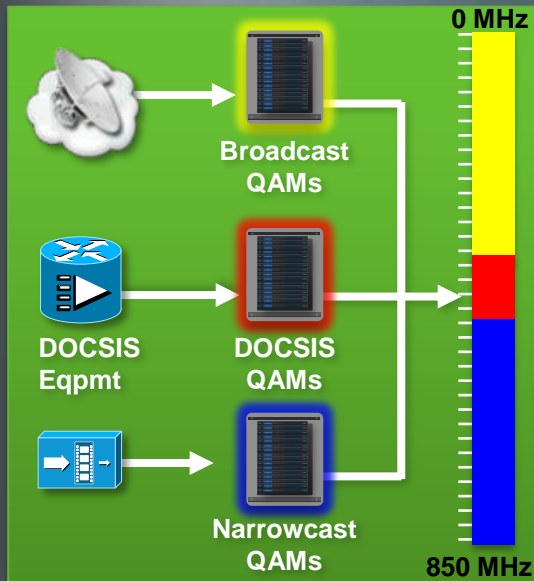 0 MHz
Broadcast
QAMs
DOCSIS
Eqpmt
DOCSIS
QAMs
Narrowcast
QAMs
850 MHz